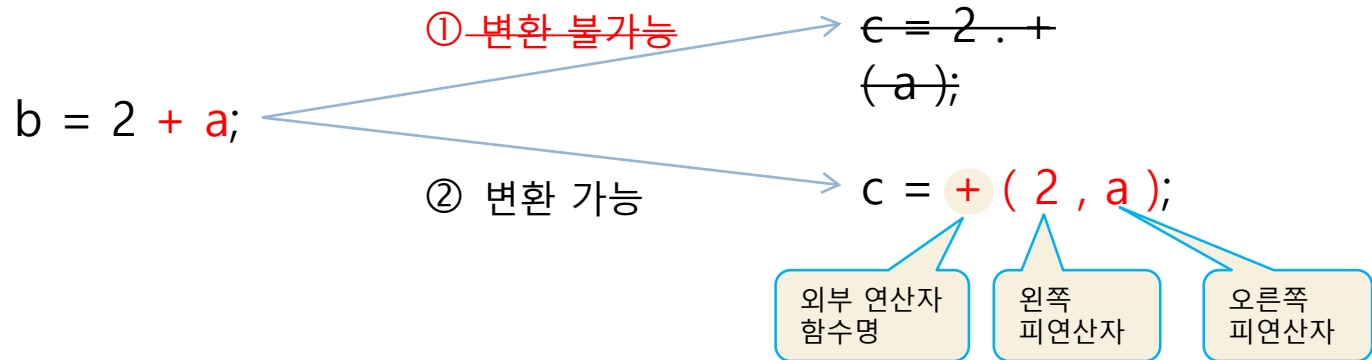 ① 변환 불가능
c = 2 . +
( a );
b = 2 + a;
② 변환 가능
c = + ( 2 , a );
외부 연산자
함수명
왼쪽
피연산자
오른쪽
피연산자